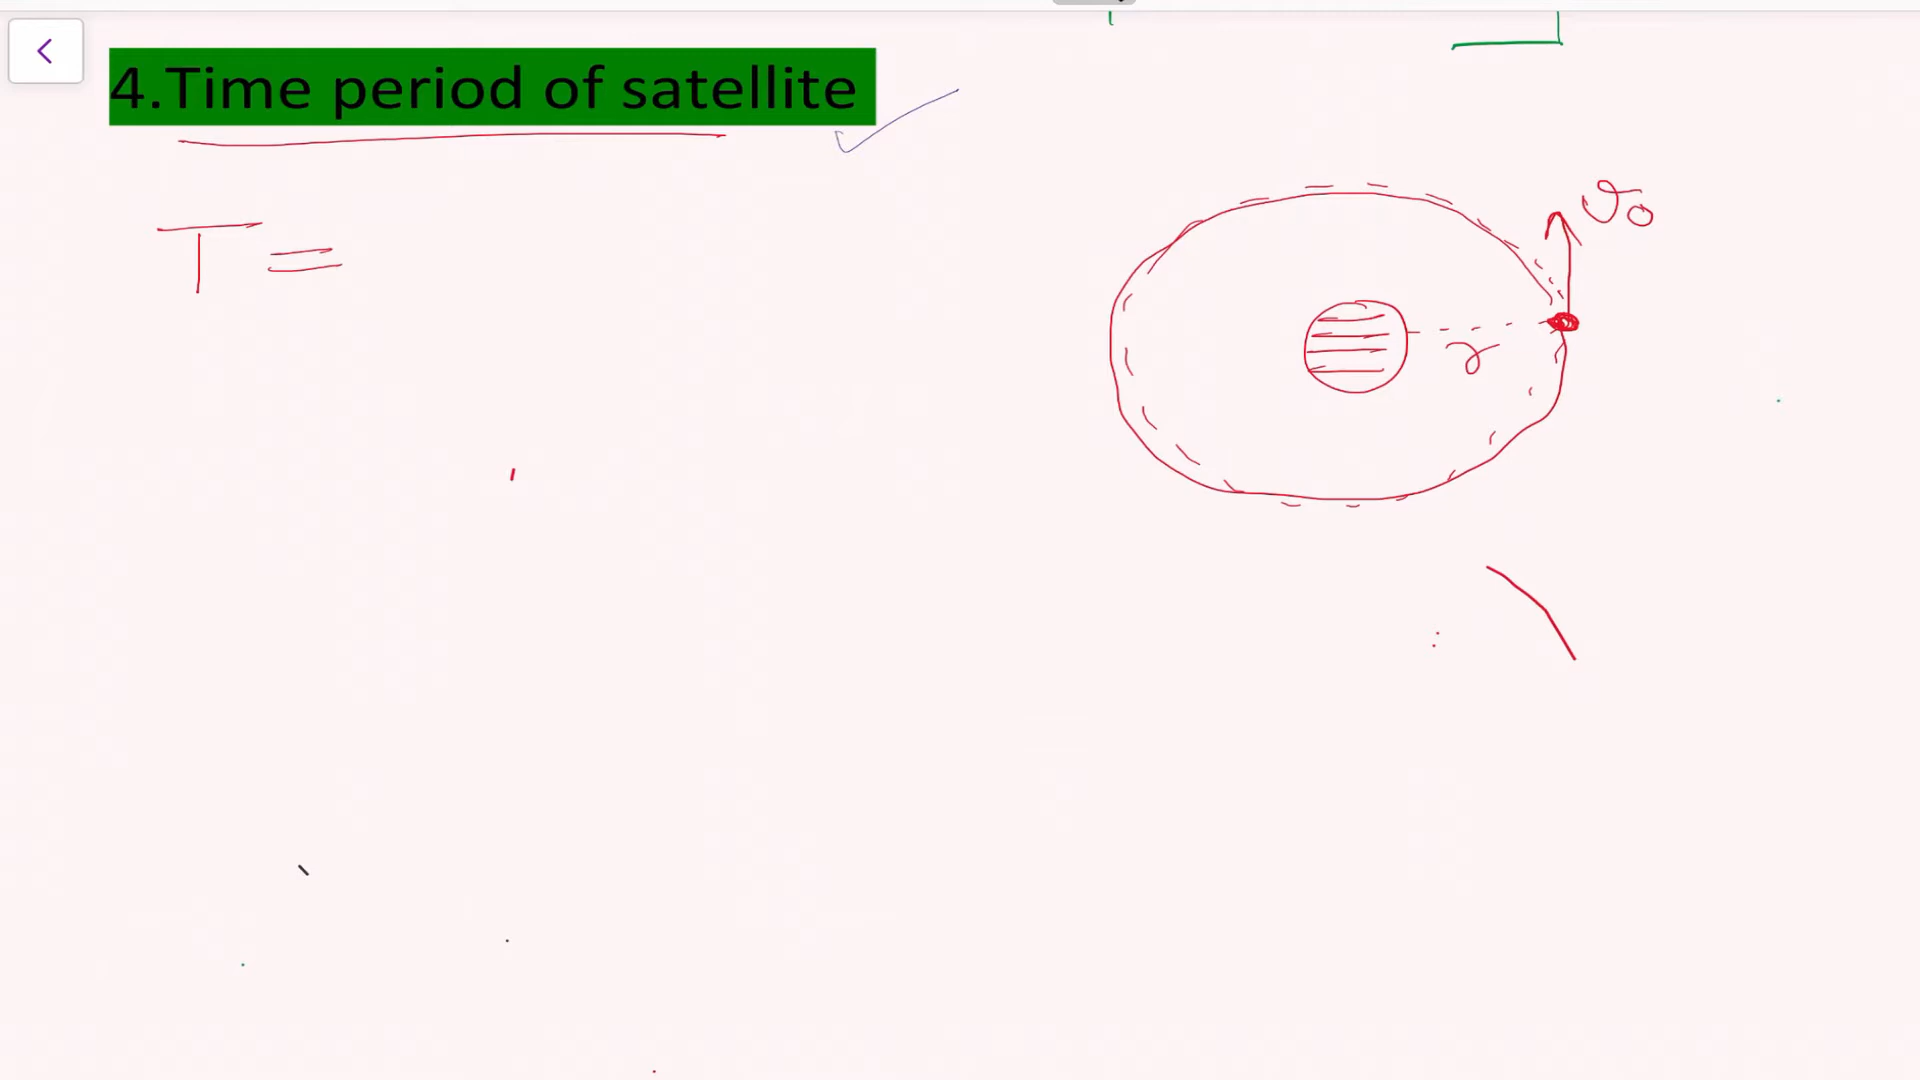 4.Time period of satellite
T =
v₀
r